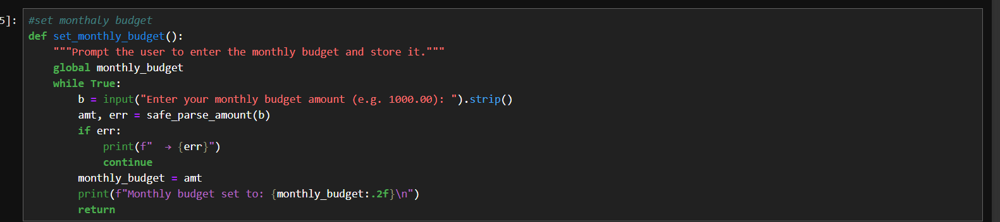 5]:
#set monthaly budget
def set_monthly_budget():
    """Prompt the user to enter the monthly budget and store it."""
    global monthly_budget
    while True:
        b = input("Enter your monthly budget amount (e.g. 1000.00): ").strip()
        amt, err = safe_parse_amount(b)
        if err:
            print(f"  → {err}")
            continue
        monthly_budget = amt
        print(f"Monthly budget set to: {monthly_budget:.2f}\n")
        return